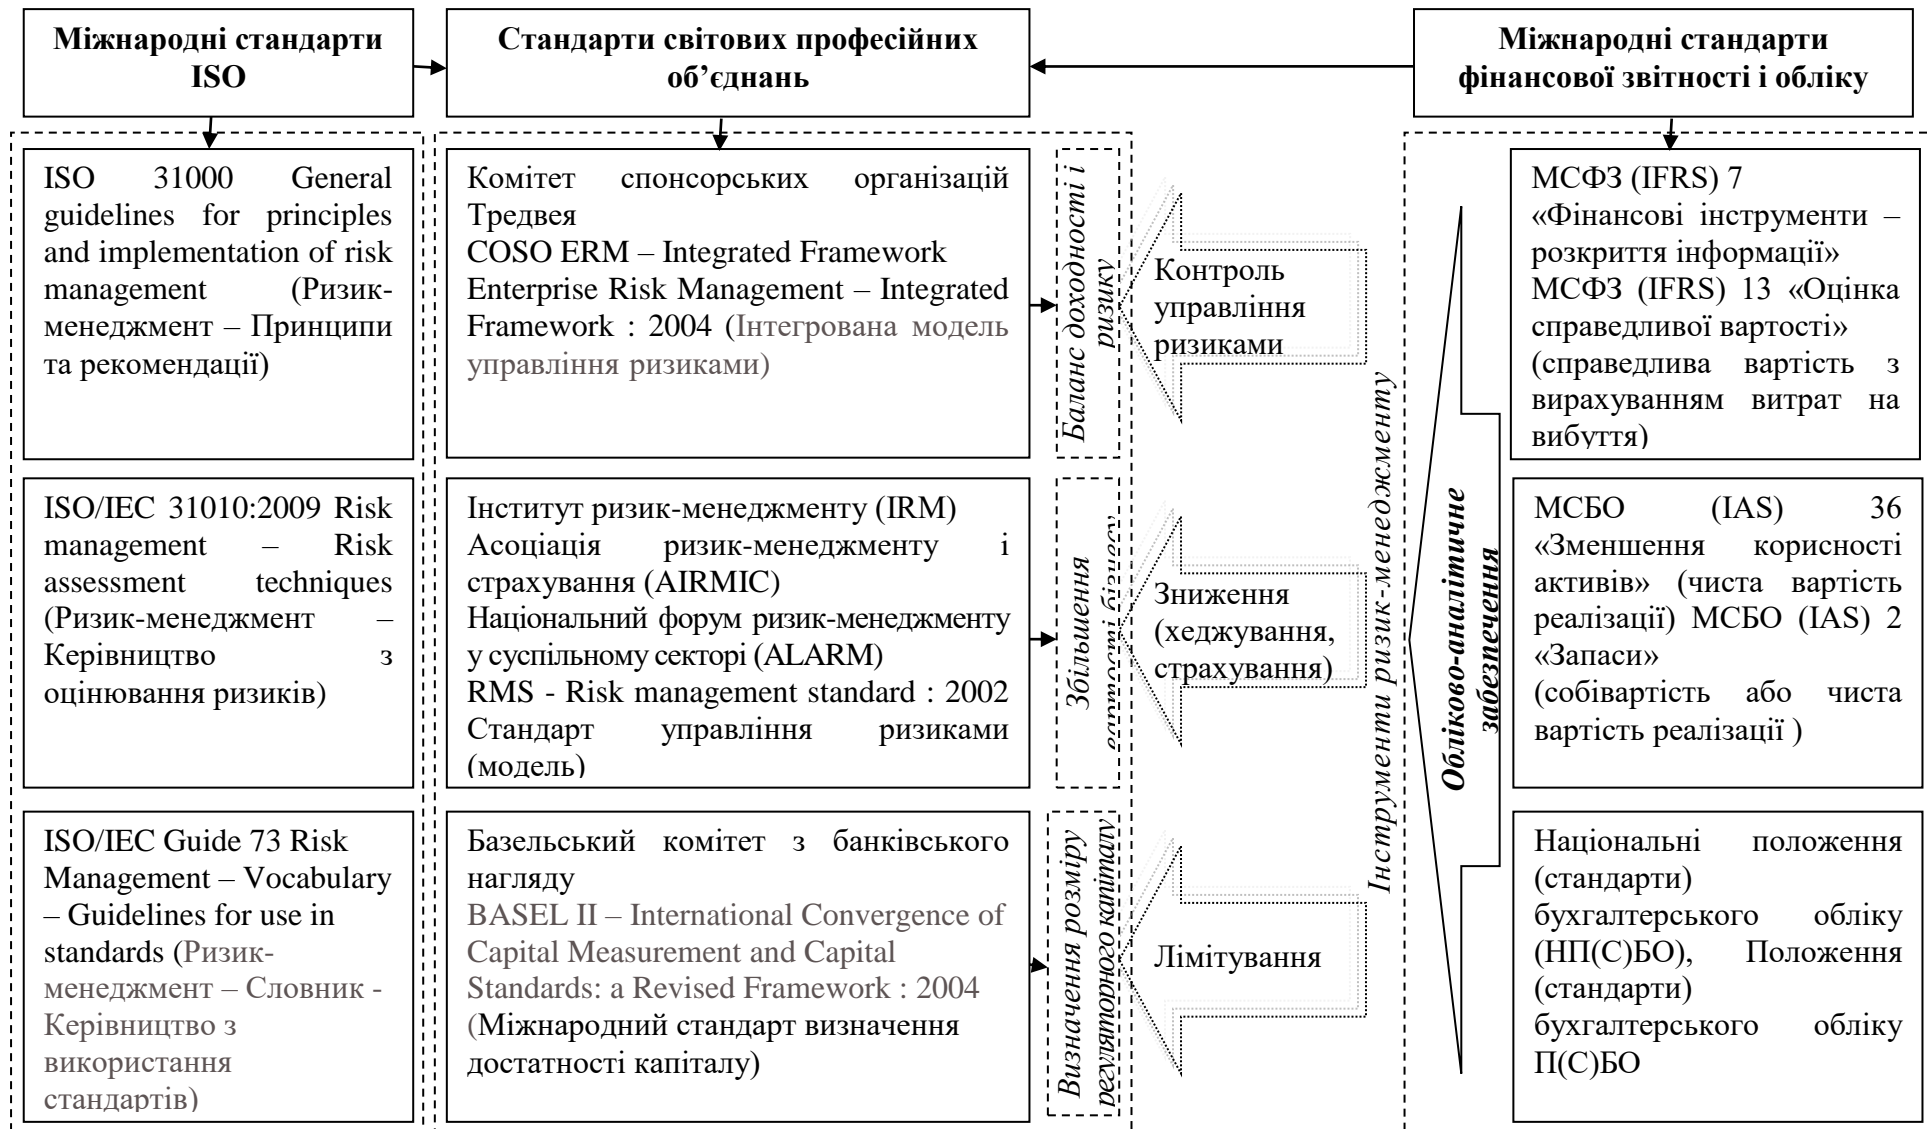 Міжнародні стандарти
ISO
Стандарти світових професійних
об’єднань
Міжнародні стандарти
фінансової звітності і обліку
ISO 31000 General
guidelines for principles
and implementation of risk
management (Ризик-
менеджмент – Принципи
та рекомендації)
ISO/IEC 31010:2009 Risk
management – Risk
assessment techniques
(Ризик-менеджмент –
Керівництво з
оцінювання ризиків)
ISO/IEC Guide 73 Risk
Management – Vocabulary
– Guidelines for use in
standards (Ризик-
менеджмент – Словник -
Керівництво з
використання
стандартів)
Комітет спонсорських організацій
Тредвея
COSO ERM – Integrated Framework
Enterprise Risk Management – Integrated
Framework : 2004 (Інтегрована модель
управління ризиками)
Інститут ризик-менеджменту (IRM)
Асоціація ризик-менеджменту і
страхування (AIRMIC)
Національний форум ризик-менеджменту
у суспільному секторі (ALARM)
RMS - Risk management standard : 2002
Стандарт управління ризиками
(модель)
Базельський комітет з банківського
нагляду
BASEL II – International Convergence of
Capital Measurement and Capital
Standards: a Revised Framework : 2004
(Міжнародний стандарт визначення
достатності капіталу)
Баланс доходності і
ризику
Збільшення
Визначення розміру
регуляторного капіталу
Контроль
управління
ризиками
Зниження
(хеджування,
страхування)
Лімітування
Інструменти ризик-менеджменту
Обліково-аналітичне
забезпечення
МСФЗ (IFRS) 7
«Фінансові інструменти –
розкриття інформації»
МСФЗ (IFRS) 13 «Оцінка
справедливої вартості»
(справедлива вартість з
вирахуванням витрат на
вибуття)
МСБО (IAS) 36
«Зменшення корисності
активів» (чиста вартість
реалізації) МСБО (IAS) 2
«Запаси»
(собівартість або чиста
вартість реалізації )
Національні положення
(стандарти)
бухгалтерського обліку
(НП(С)БО), Положення
(стандарти)
бухгалтерського обліку
П(С)БО